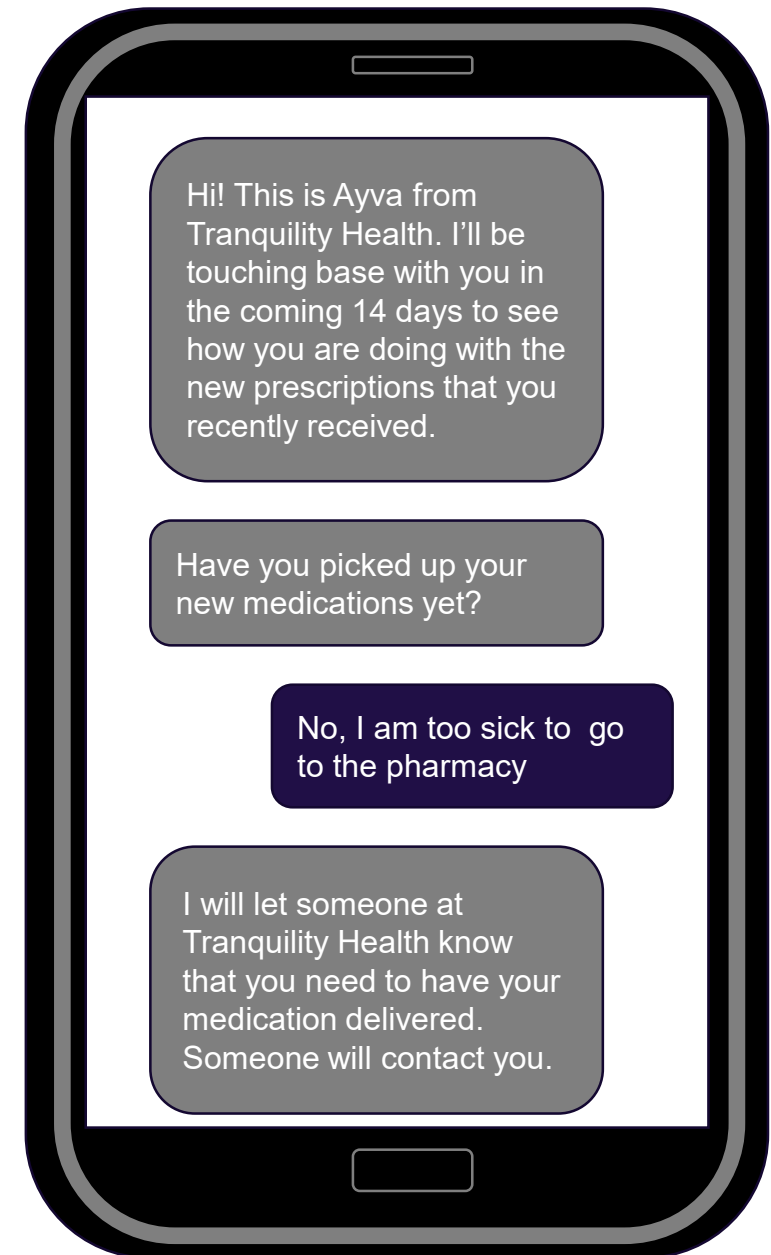 Hi! This is Ayva from
Tranquility Health. I’ll be
touching base with you in
the coming 14 days to see
how you are doing with the
new prescriptions that you
recently received.
Have you picked up your
new medications yet?
No, I am too sick to  go
to the pharmacy
I will let someone at
Tranquility Health know
that you need to have your
medication delivered.
Someone will contact you.